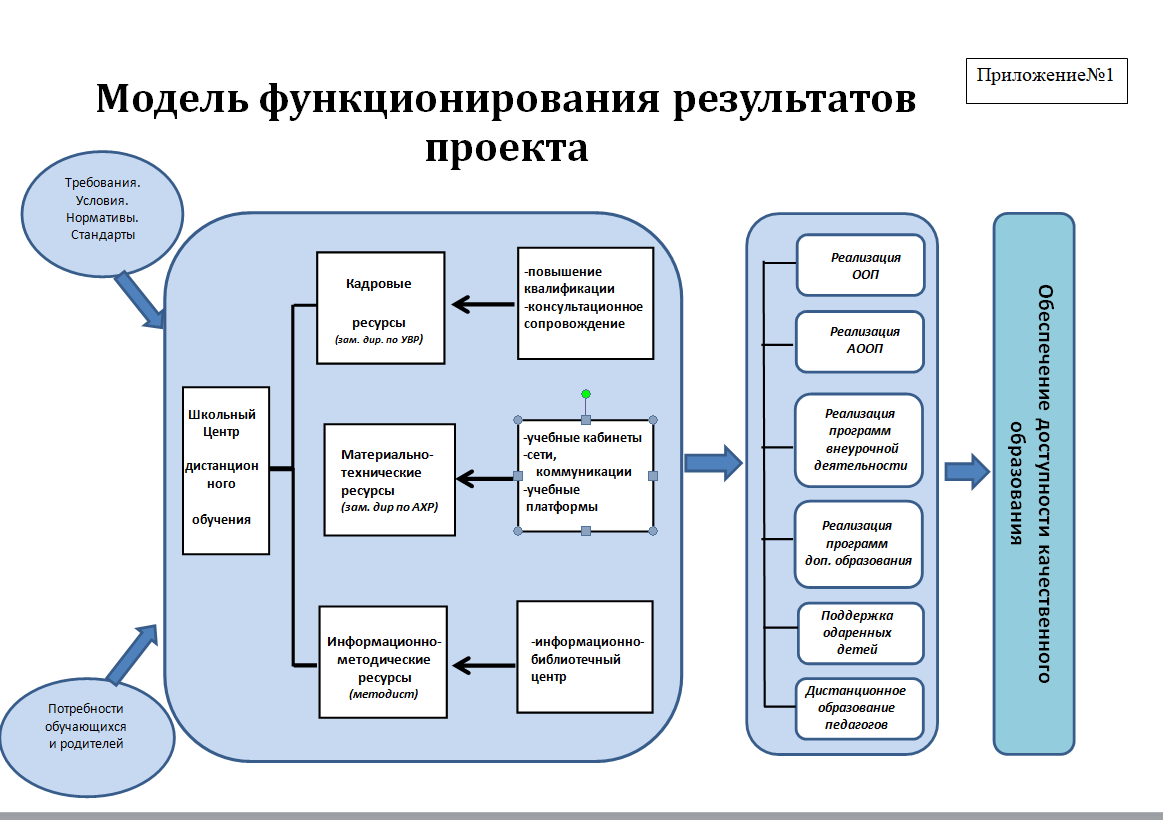 Приложение№1
Модель функционирования результатов
проекта
Требования.
Условия.
Нормативы.
Стандарты
Потребности
обучающихся
и родителей
Школьный
Центр
дистанцион
ного
обучения
Кадровые
ресурсы
(зам. дир. по УВР)
-повышение
квалификации
-консультационное
сопровождение
Материально-
технические
ресурсы
(зам. дир по АХР)
-учебные кабинеты
-сети,
коммуникации
-учебные
платформы
Информационно-
методические
ресурсы
(методист)
-информационно-
библиотечный
центр
Реализация
ООП
Реализация
АООП
Реализация
программ
внеурочной
деятельности
Реализация
программ
доп. образования
Поддержка
одаренных
детей
Дистанционное
образование
педагогов
Обеспечение доступности качественного
образования